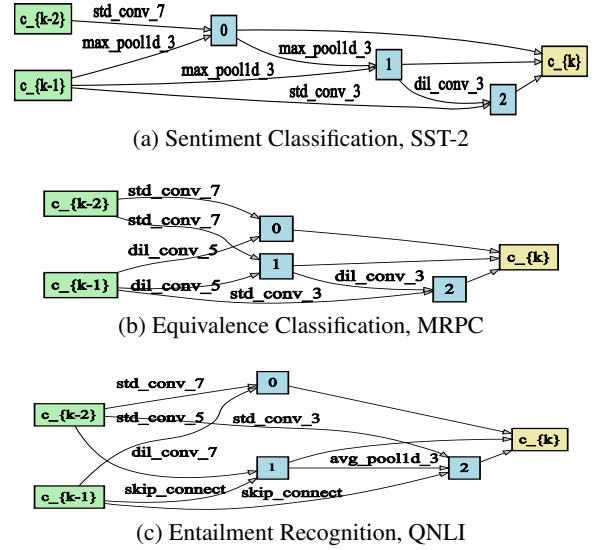 c_{k-2}
std_conv_7
0
max_pool1d_3
max_pool1d_3
1
c_{k}
c_{k-1}
max_pool1d_3
dil_conv_3
std_conv_3
2
(a) Sentiment Classification, SST-2
c_{k-2}
std_conv_7
std_conv_7
0
dil_conv_5
1
c_{k}
c_{k-1}
dil_conv_5
dil_conv_3
std_conv_3
2
(b) Equivalence Classification, MRPC
std_conv_7
0
c_{k-2}
std_conv_5
std_conv_3
c_{k}
dil_conv_7
1
avg_pool1d_3
2
c_{k-1}
skip_connect
skip_connect
(c) Entailment Recognition, QNLI